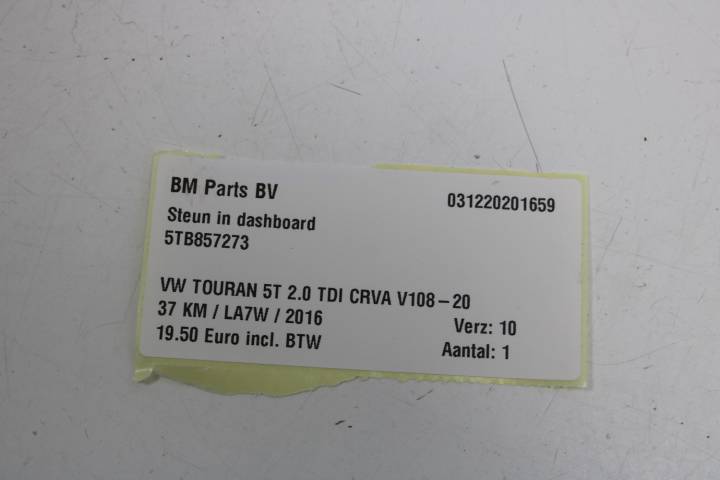 BM Parts BV
031220201659
Steun in dashboard
5TB857273
VW TOURAN 5T 2.0 TDI CRVA V108-20
37 KM / LA7W / 2016
Verz: 10
19.50 Euro incl. BTW
Aantal: 1